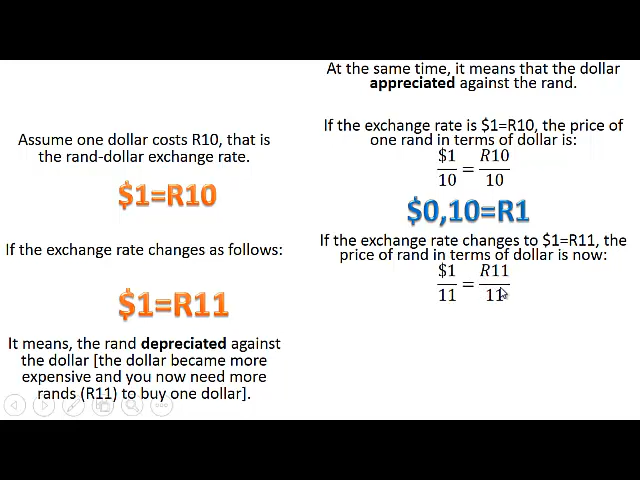 Assume one dollar costs R10, that is
the rand-dollar exchange rate.
$1=R10
If the exchange rate changes as follows:
$1=R11
It means, the rand depreciated against
the dollar [the dollar became more
expensive and you now need more
rands (R11) to buy one dollar].
At the same time, it means that the dollar
appreciated against the rand.
If the exchange rate is $1=R10, the price of
one rand in terms of dollar is:
$1/10 = R10/10
$0,10=R1
If the exchange rate changes to $1=R11, the
price of rand in terms of dollar is now:
$1/11 = R11/11